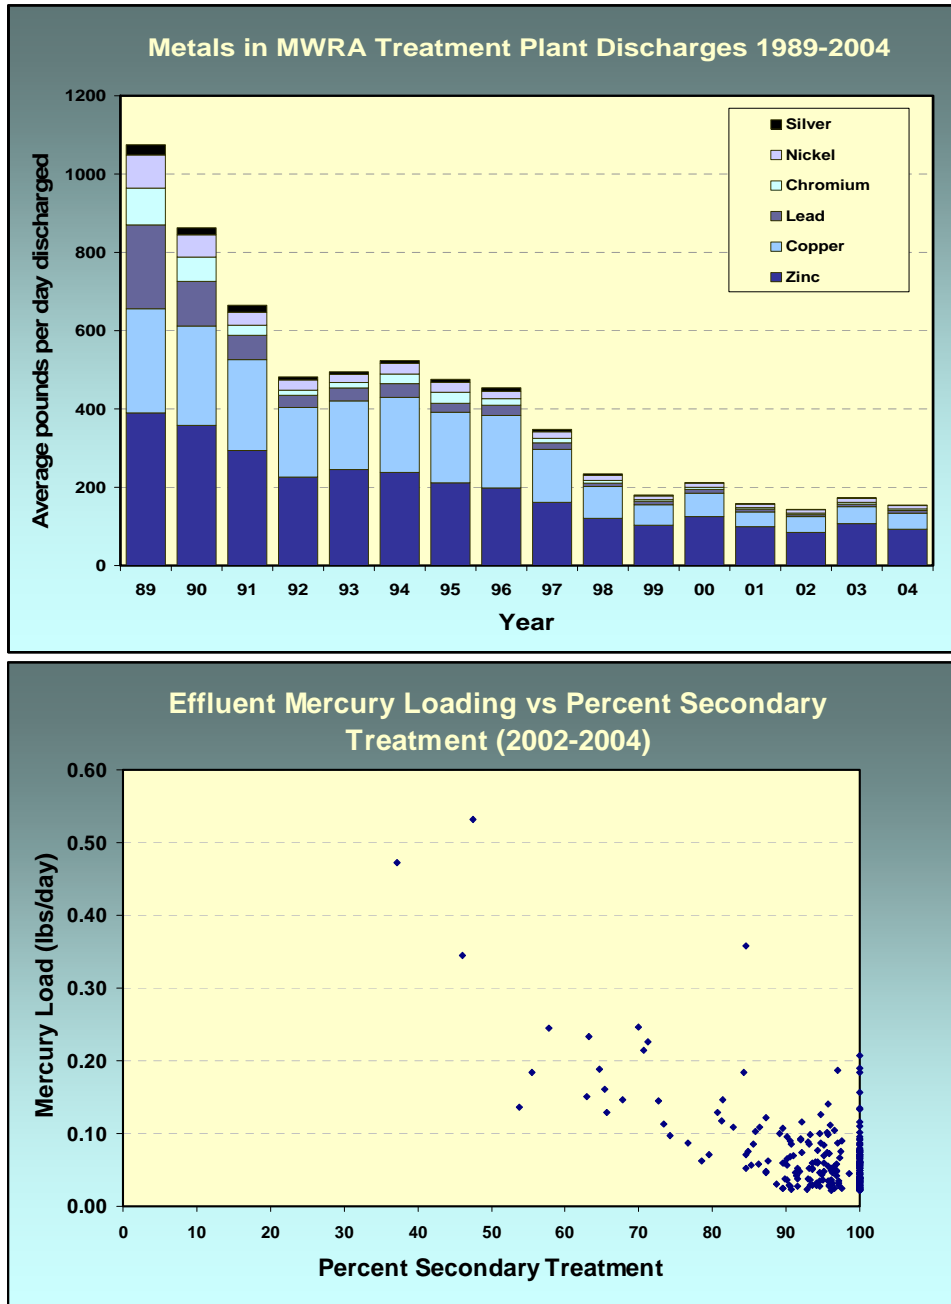 Metals in MWRA Treatment Plant Discharges 1989-2004
Average pounds per day discharged
1200
1000
800
600
400
200
0
Silver
Nickel
Chromium
Lead
Copper
Zinc
89 90 91 92 93 94 95 96 97 98 99 00 01 02 03 04
Year
Effluent Mercury Loading vs Percent Secondary
Treatment (2002-2004)
Mercury Load (lbs/day)
0.60
0.50
0.40
0.30
0.20
0.10
0.00
0 10 20 30 40 50 60 70 80 90 100
Percent Secondary Treatment